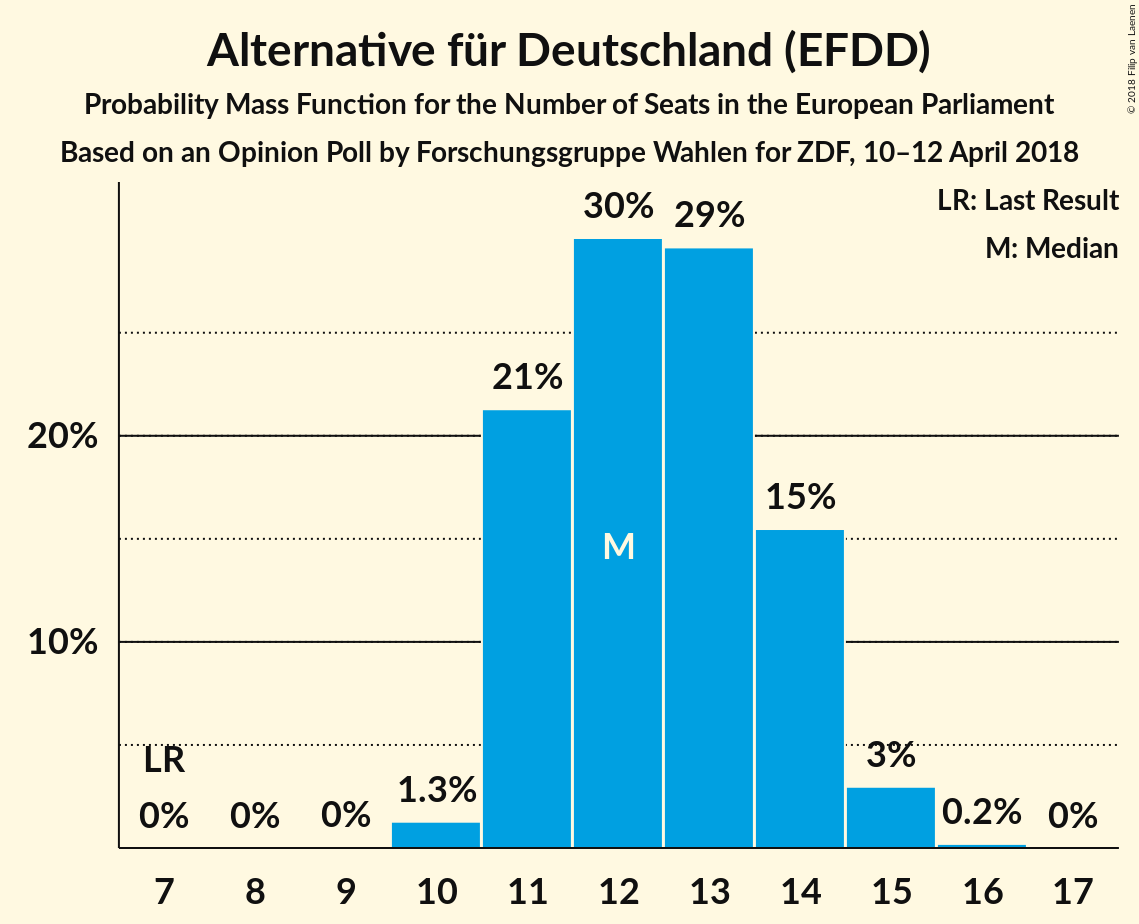 Alternative für Deutschland (EFDD)
Probability Mass Function for the Number of Seats in the European Parliament
Based on an Opinion Poll by Forschungsgruppe Wahlen for ZDF, 10–12 April 2018
© 2018 Filip van Laenen
LR: Last Result
M: Median
30%
29%
21%
20%
15%
M
10%
LR
3%
1.3%
0%
0%
0%
0.2%
0%
7 8 9 10 11 12 13 14 15 16 17